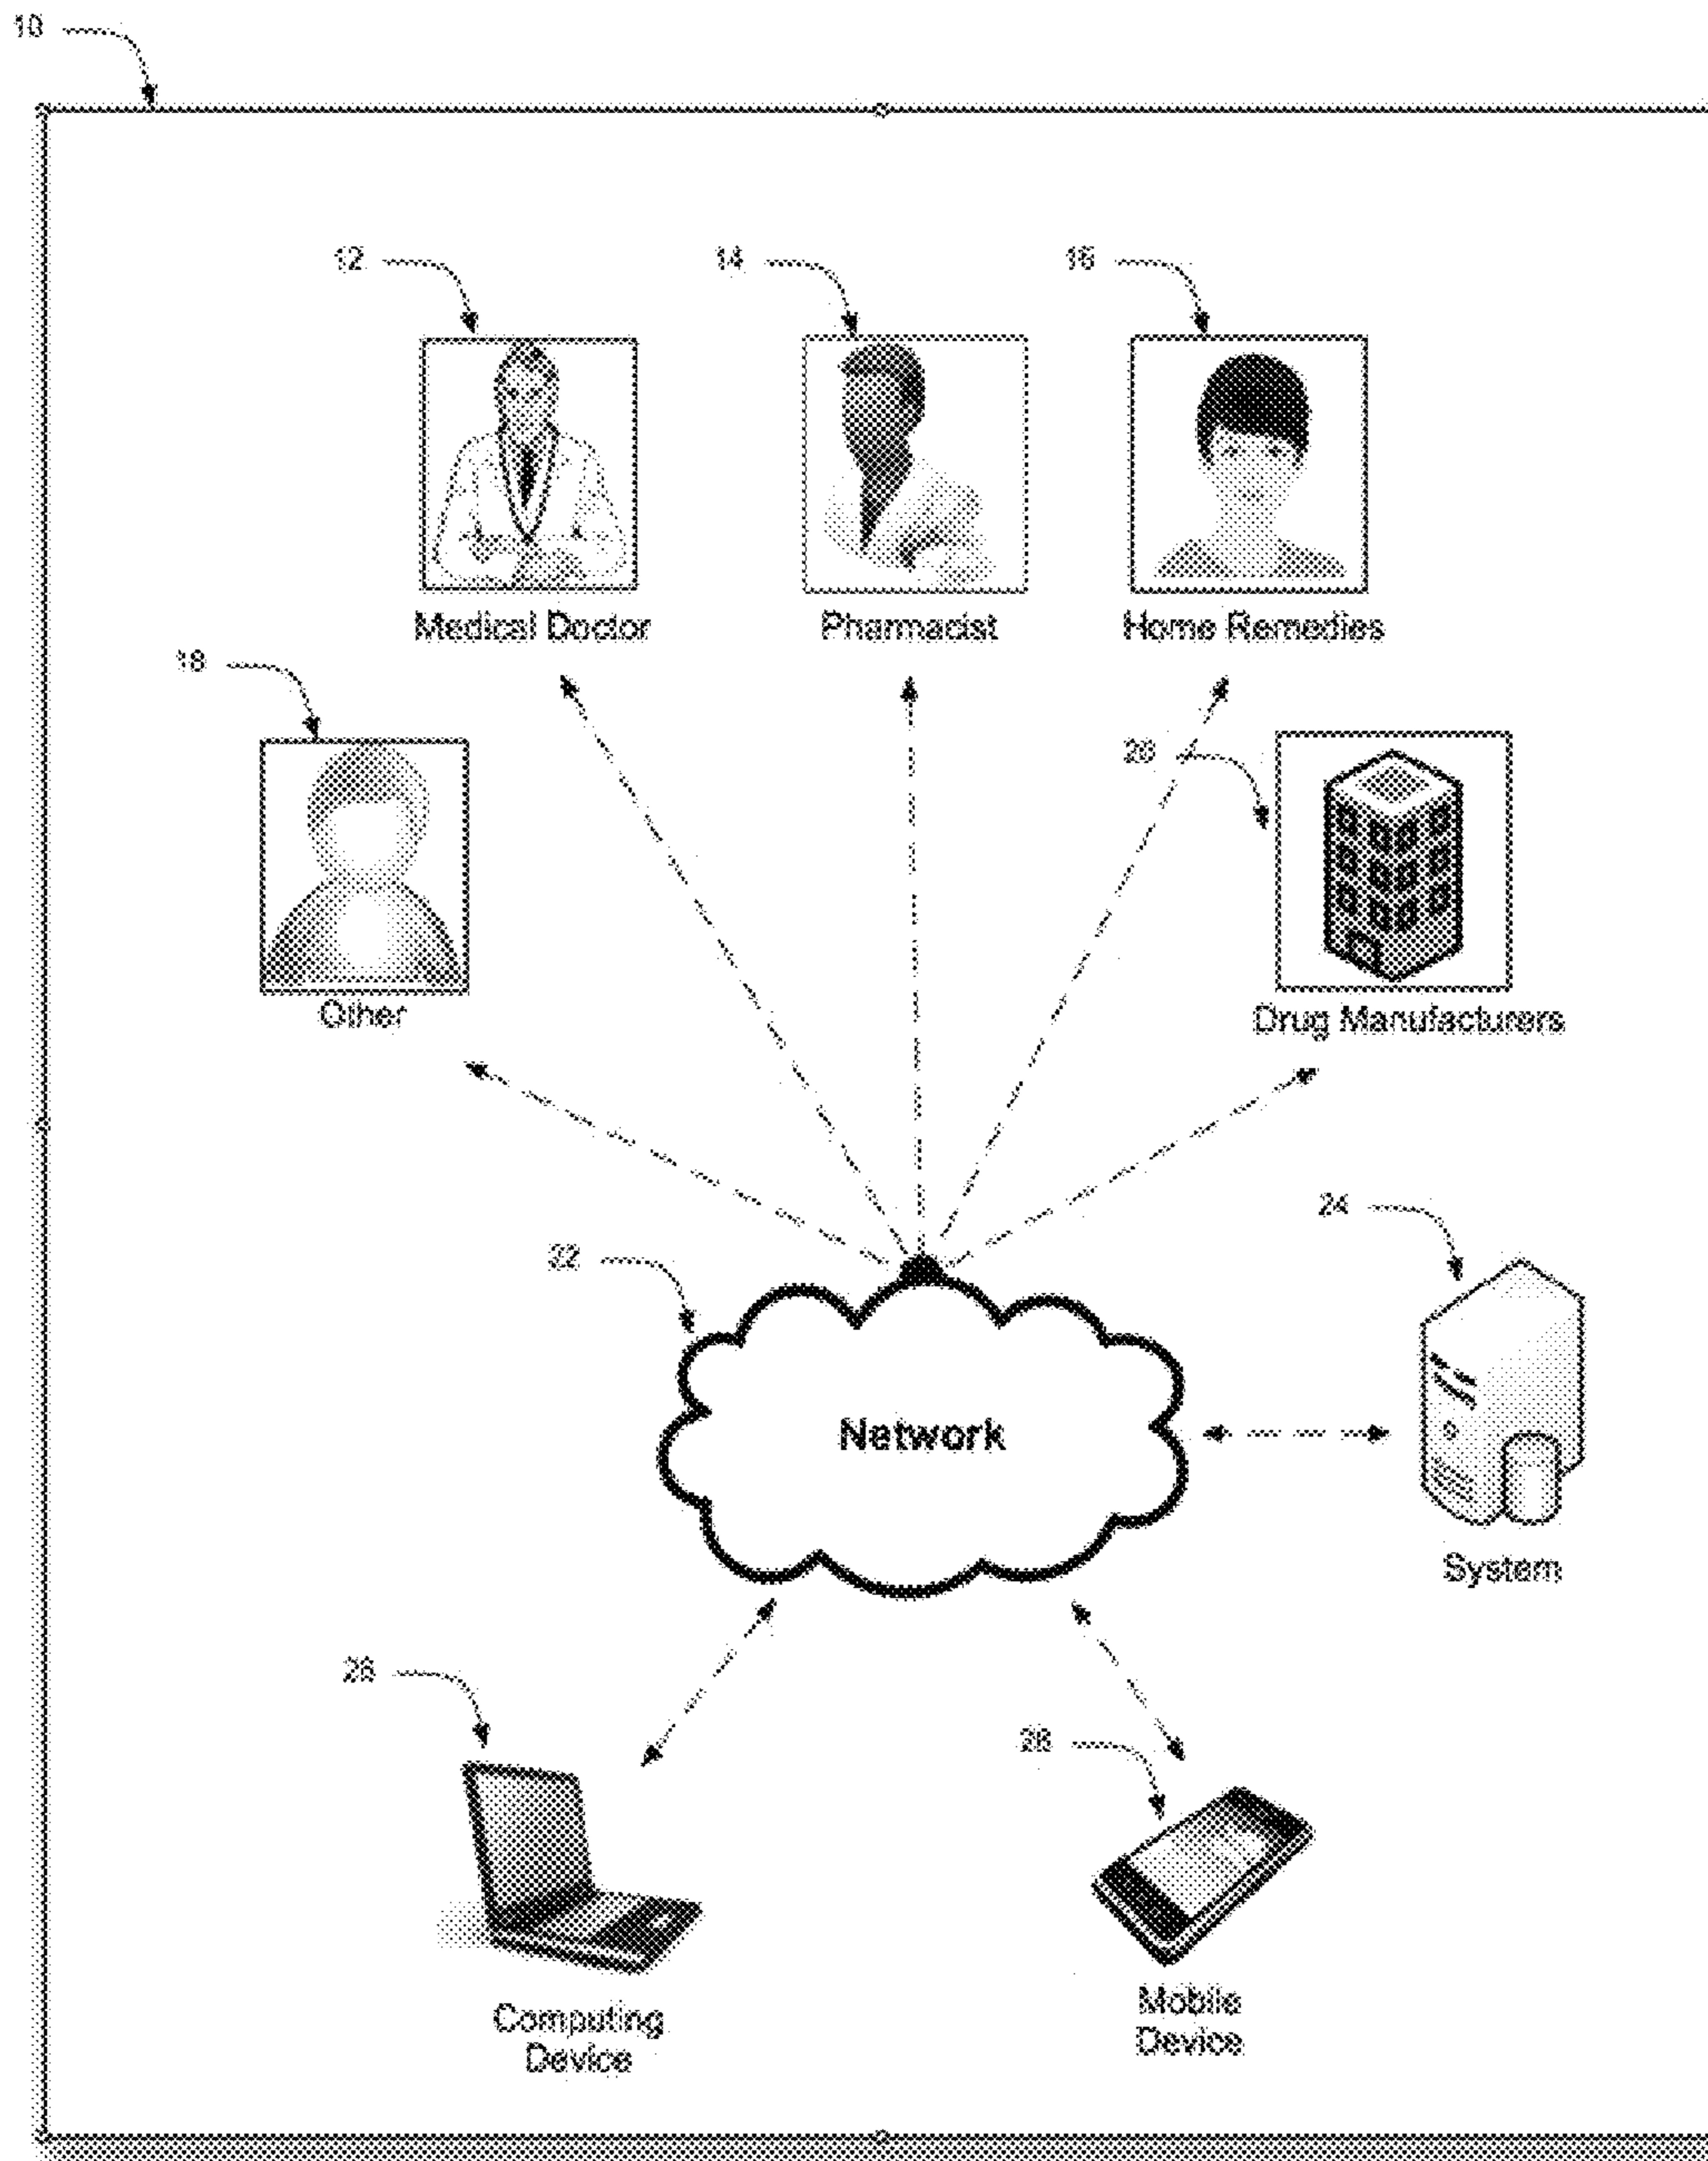 10
12
14
16
Medical Doctor
Pharmacist
Home Remedies
18
20
Other
Drug Manufacturers
24
22
Network
System
26
28
Mobile
Device
Computing
Device